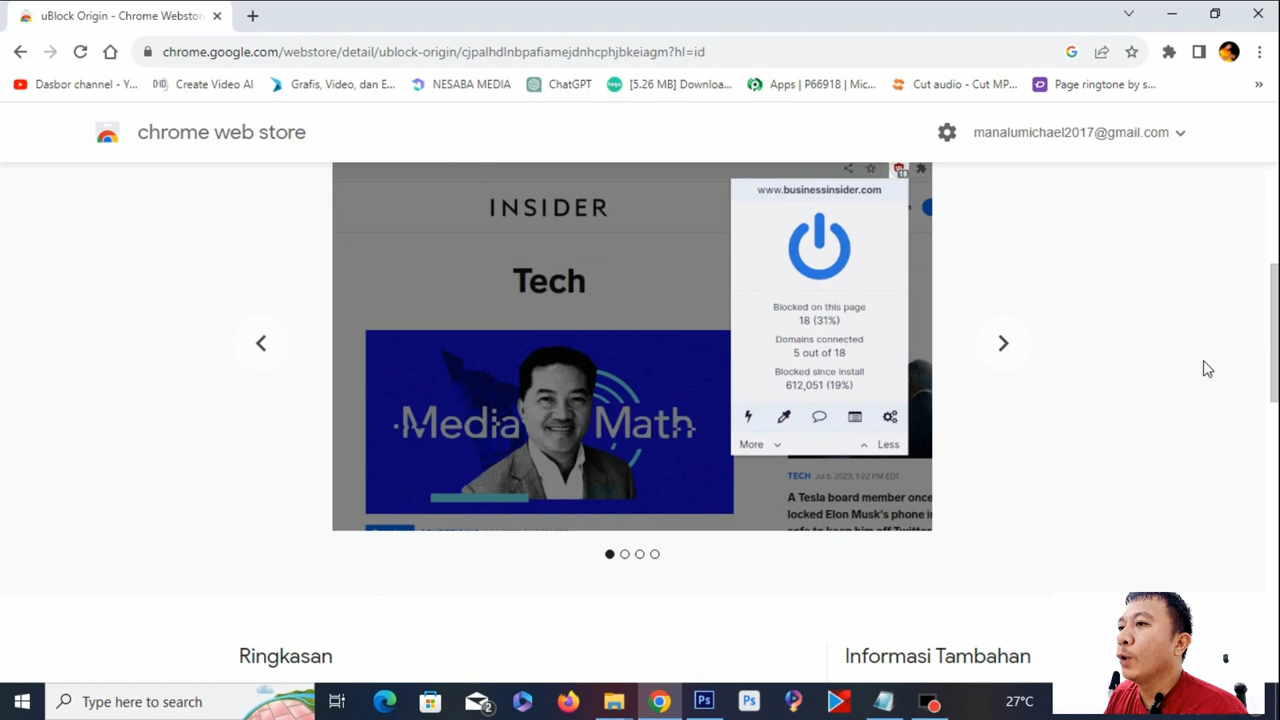 uBlock Origin - Chrome Webstor
chrome.google.com/webstore/detail/ublock-origin/cjpalhdlnbpafiamejdnhcphjbkeiagm?hl=id
Dasbor channel - Y...
Create Video AI
Grafis, Video, dan E...
NESABA MEDIA
ChatGPT
[5.26 MB] Downloa...
Apps | P66918 | Mic...
Cut audio - Cut MP...
Page ringtone by s...
»
chrome web store
manalumichael2017@gmail.com
www.businessinsider.com
INSIDER
Tech
Blocked on this page
18 (31%)
Domains connected
5 out of 18
Blocked since install
612,051 (19%)
Media Math
More
Less
TECH Jul 6, 2023, 1:22 PM EDT
A Tesla board member once
locked Elon Musk's phone in
Ringkasan
Informasi Tambahan
Type here to search
2
27°C